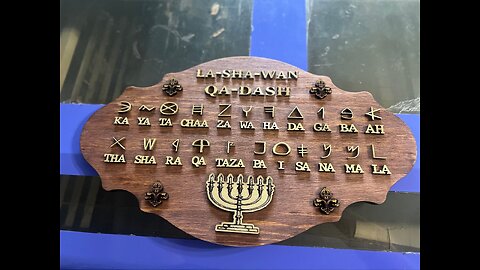 LA-SHA-WAN
QA-DASH
𐤀 𐤁 𐤂 𐤃 𐤄 𐤅 𐤆 𐤇 𐤈 𐤉 𐤊
KA YA TA CHAA ZA WA HA DA GA BA AH
𐤋 𐤌 𐤍 𐤎 𐤏 𐤐 𐤑 𐤒 𐤓 𐤔 𐤕
THA SHA RA QA TAZA PA I SA NA MA LA